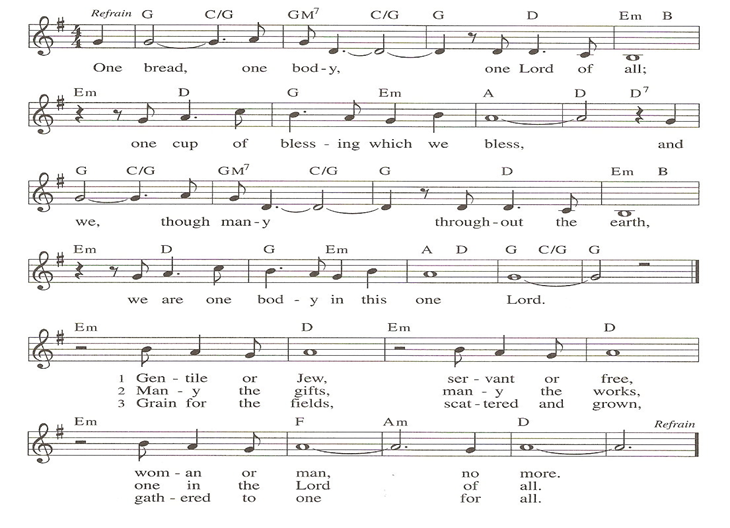 Refrain G C/G GM7 C/G G D Em B
One bread, one bod-y, one Lord of all;
Em D G Em A D D7
one cup of bless-ing which we bless, and
G C/G GM7 C/G G D Em B
we, though man-y through-out the earth,
Em D G Em A D G C/G G
we are one bod-y in this one Lord.
Em D Em D
1 Gen-tile or Jew, ser-vant or free,
2 Man-y the gifts, man-y the works,
3 Grain for the fields, scat-tered and grown,
Em F Am D Refrain
wom-an or man, no more.
one in the Lord of all.
gath-ered to one for all.